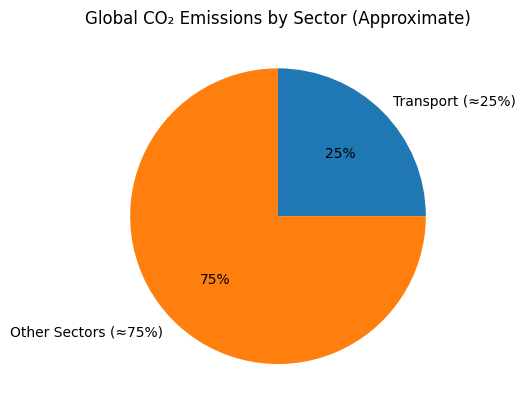 Global CO₂ Emissions by Sector (Approximate)
Transport (≈25%)
25%
75%
Other Sectors (≈75%)